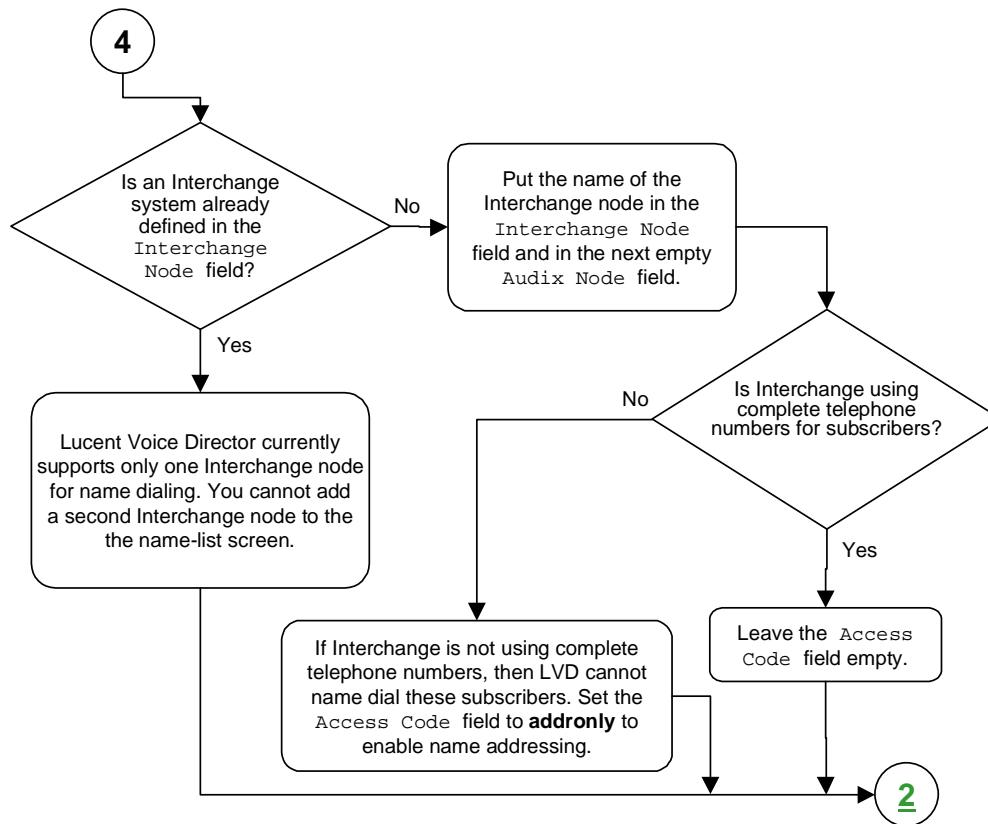 4
Is an Interchange
system already
defined in the
Interchange
Node field?
No
Put the name of the
Interchange node in the
Interchange Node
field and in the next empty
Audix Node field.
Yes
Is Interchange using
complete telephone
numbers for subscribers?
No
Lucent Voice Director currently
supports only one Interchange node
for name dialing. You cannot add
a second Interchange node to the
the name-list screen.
Yes
If Interchange is not using complete
telephone numbers, then LVD cannot
name dial these subscribers. Set the
Access Code field to addronly to
enable name addressing.
Leave the Access
Code field empty.
2